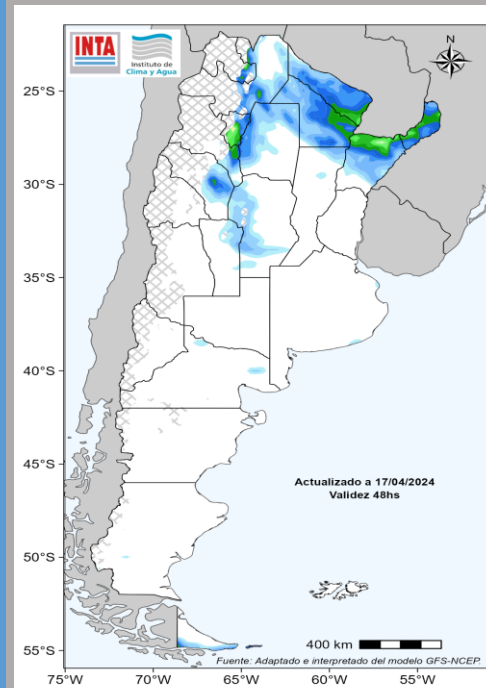 INTA
Instituto de
Clima y Agua
N
25°S
30°S
35°S
40°S
45°S
50°S
55°S
Actualizado a 17/04/2024
Validez 48hs
400 km
Fuente: Adaptado e interpretado del modelo GFS-NCEP.
75°W
70°W
65°W
60°W
55°W